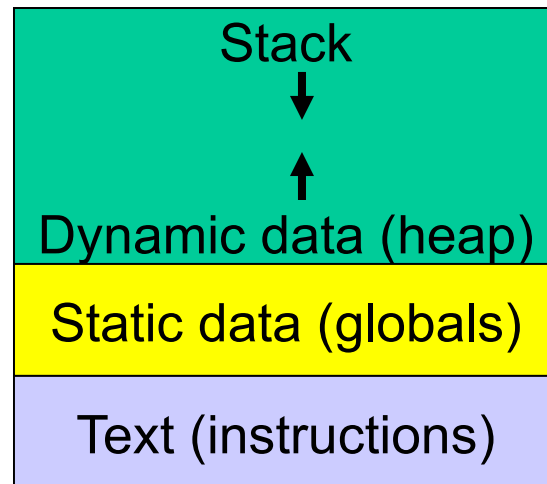 Stack
Dynamic data (heap)
Static data (globals)
Text (instructions)